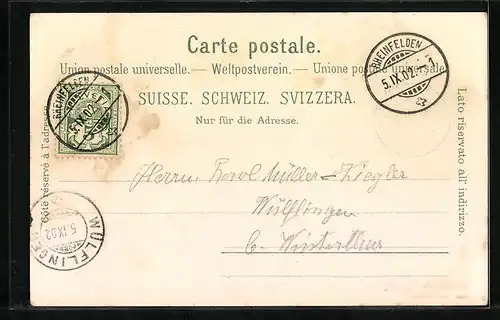 Carte postale.
Union postale universelle. — Weltpostverein. — Unione postale universale
SUISSE. SCHWEIZ. SVIZZERA.
Nur für die Adresse.
Côté réservé à l'adresse.
Lato riservato all' indirizzo.
RHEINFELDEN
5.IX.02.-1
RHEINFELDEN
5.IX.02
HELVETIA
WÜLFLINGEN
5.IX.02
Herrn Müller-Ziegler
Wülflingen
b. Winterthur